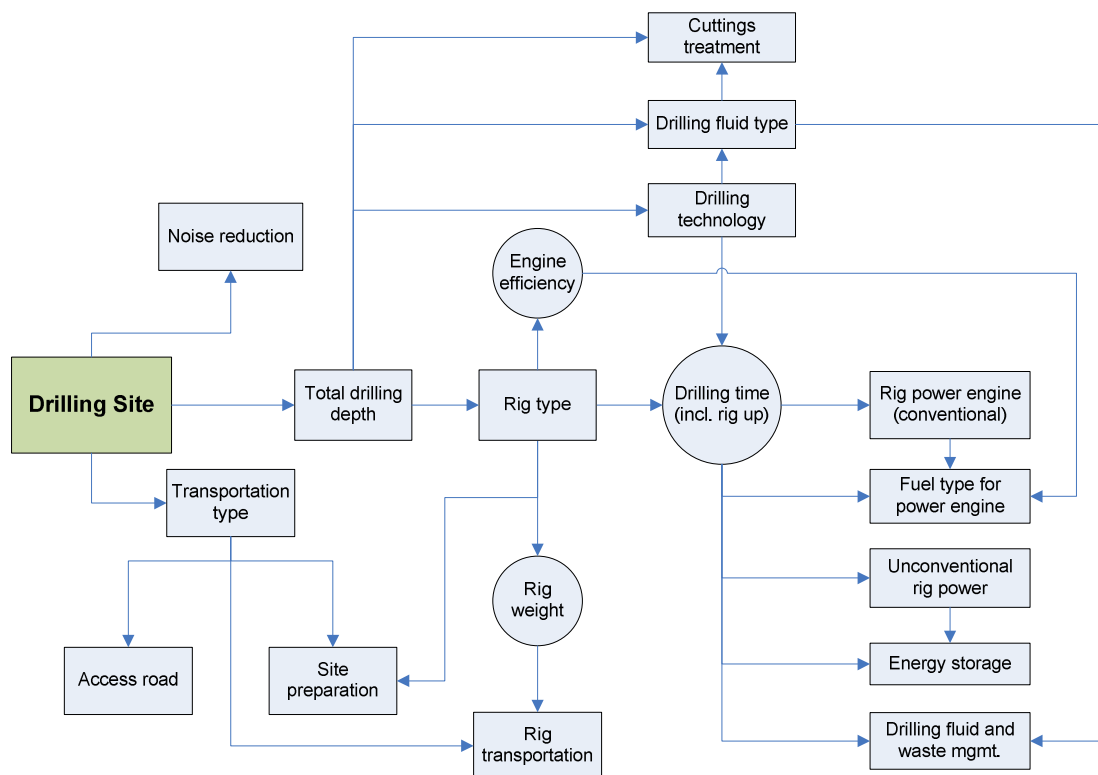 Cuttings
treatment
Drilling fluid type
Drilling
technology
Noise reduction
Engine
efficiency
Drilling Site
Total drilling
depth
Rig type
Drilling time
(incl. rig up)
Rig power engine
(conventional)
Transportation
type
Fuel type for
power engine
Rig
weight
Unconventional
rig power
Access road
Site
preparation
Energy storage
Rig
transportation
Drilling fluid and
waste mgmt.